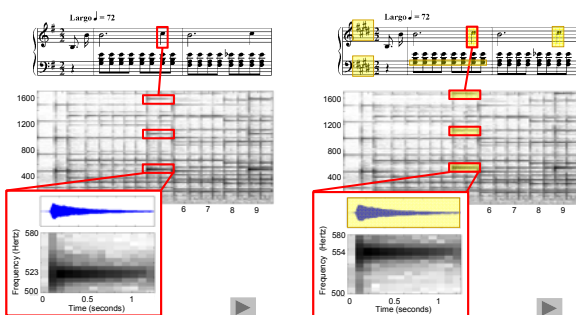 Largo ♩ = 72
1600
1200
800
400
6 7 8 9
580
523
500
Frequency (Hertz)
0 0.5 1
Time (seconds)
Largo ♩ = 72
1600
1200
800
400
6 7 8 9
580
554
500
Frequency (Hertz)
0 0.5 1
Time (seconds)